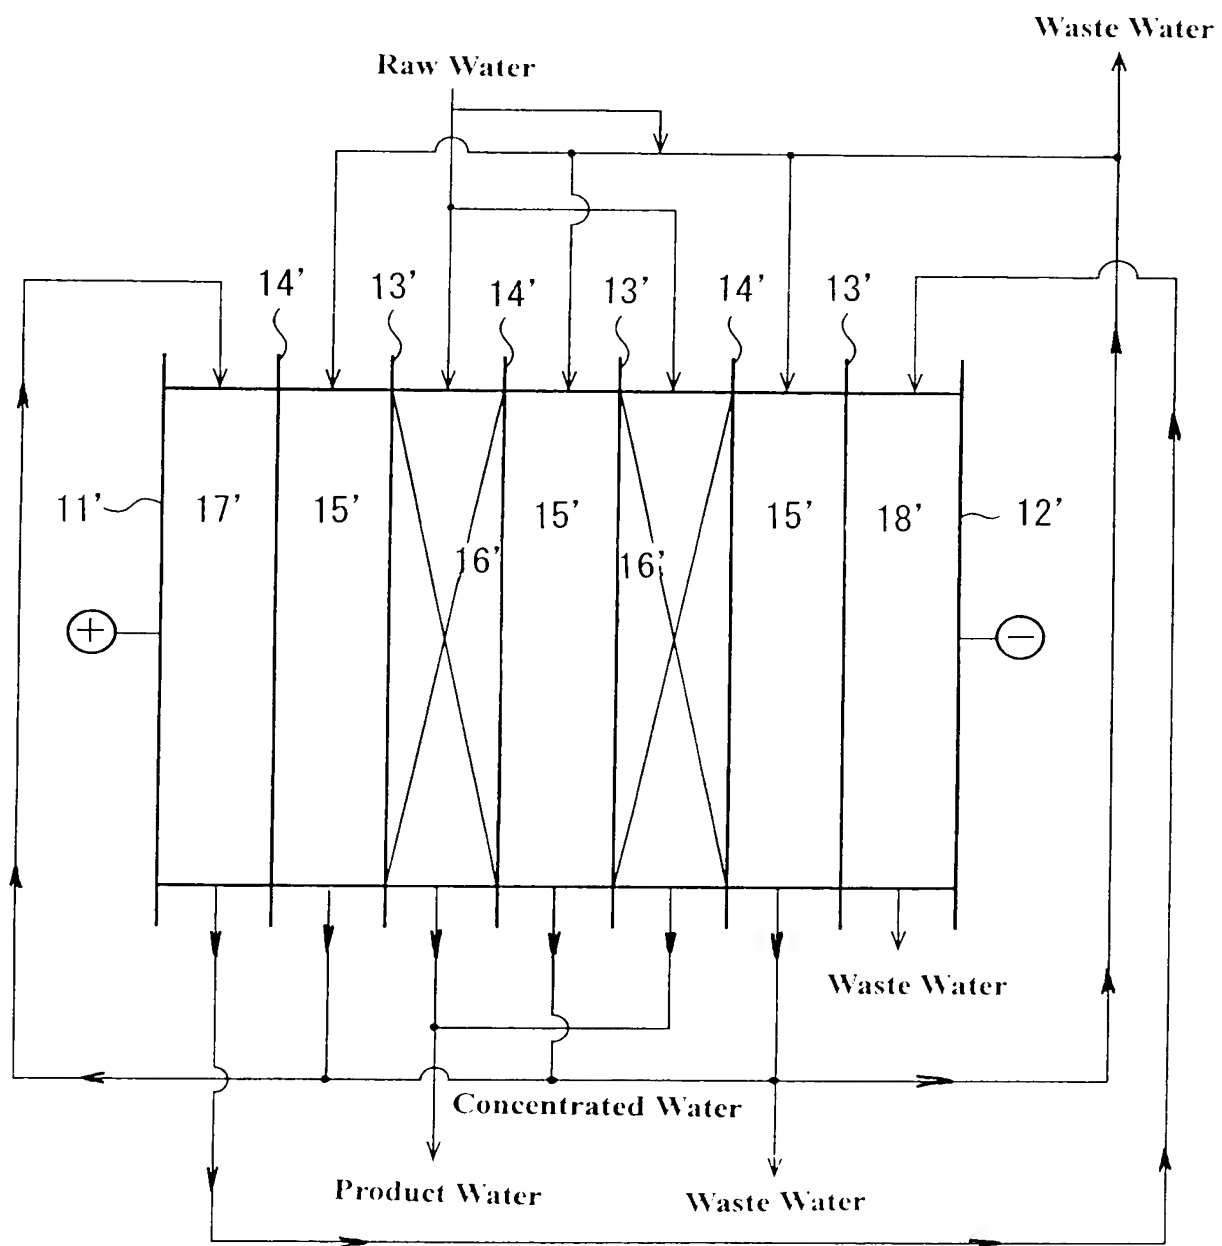 Waste Water
Raw Water
14’
13’
14’
13’
14’
13’
11’
17’
15’
16’
15’
16’
15’
18’
12’
+
−
Waste Water
Concentrated Water
Product Water
Waste Water